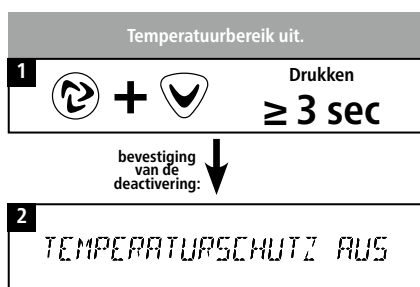 Temperatuurbereik uit.
1
+
Drukken
≥ 3 sec
bevestiging
van de
deactivering:
2
TEMPERATURSCHUTZ AUS